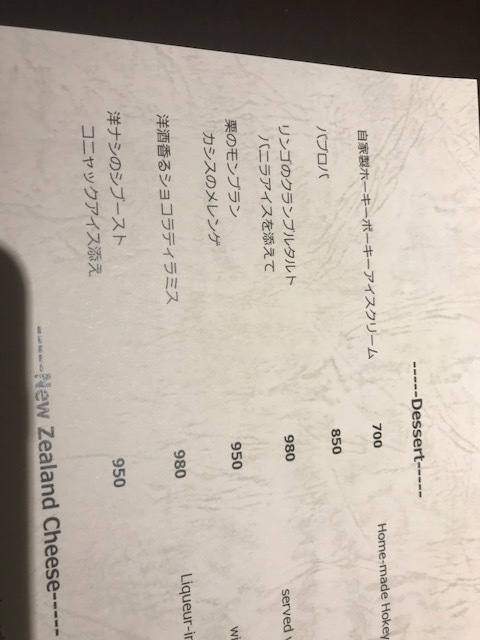 -----Dessert-----
自家製ホーキーポーキーアイスクリーム 700 Home-made Hokey
パブロバ 850
リンゴのクランブルタルト
バニラアイスを添えて 980 served
栗のモンブラン
カシスのメレンゲ 950
洋酒香るショコラティラミス 980 Liqueur-in
洋ナシのシブースト
コニャックアイス添え 950
-----New Zealand Cheese-----